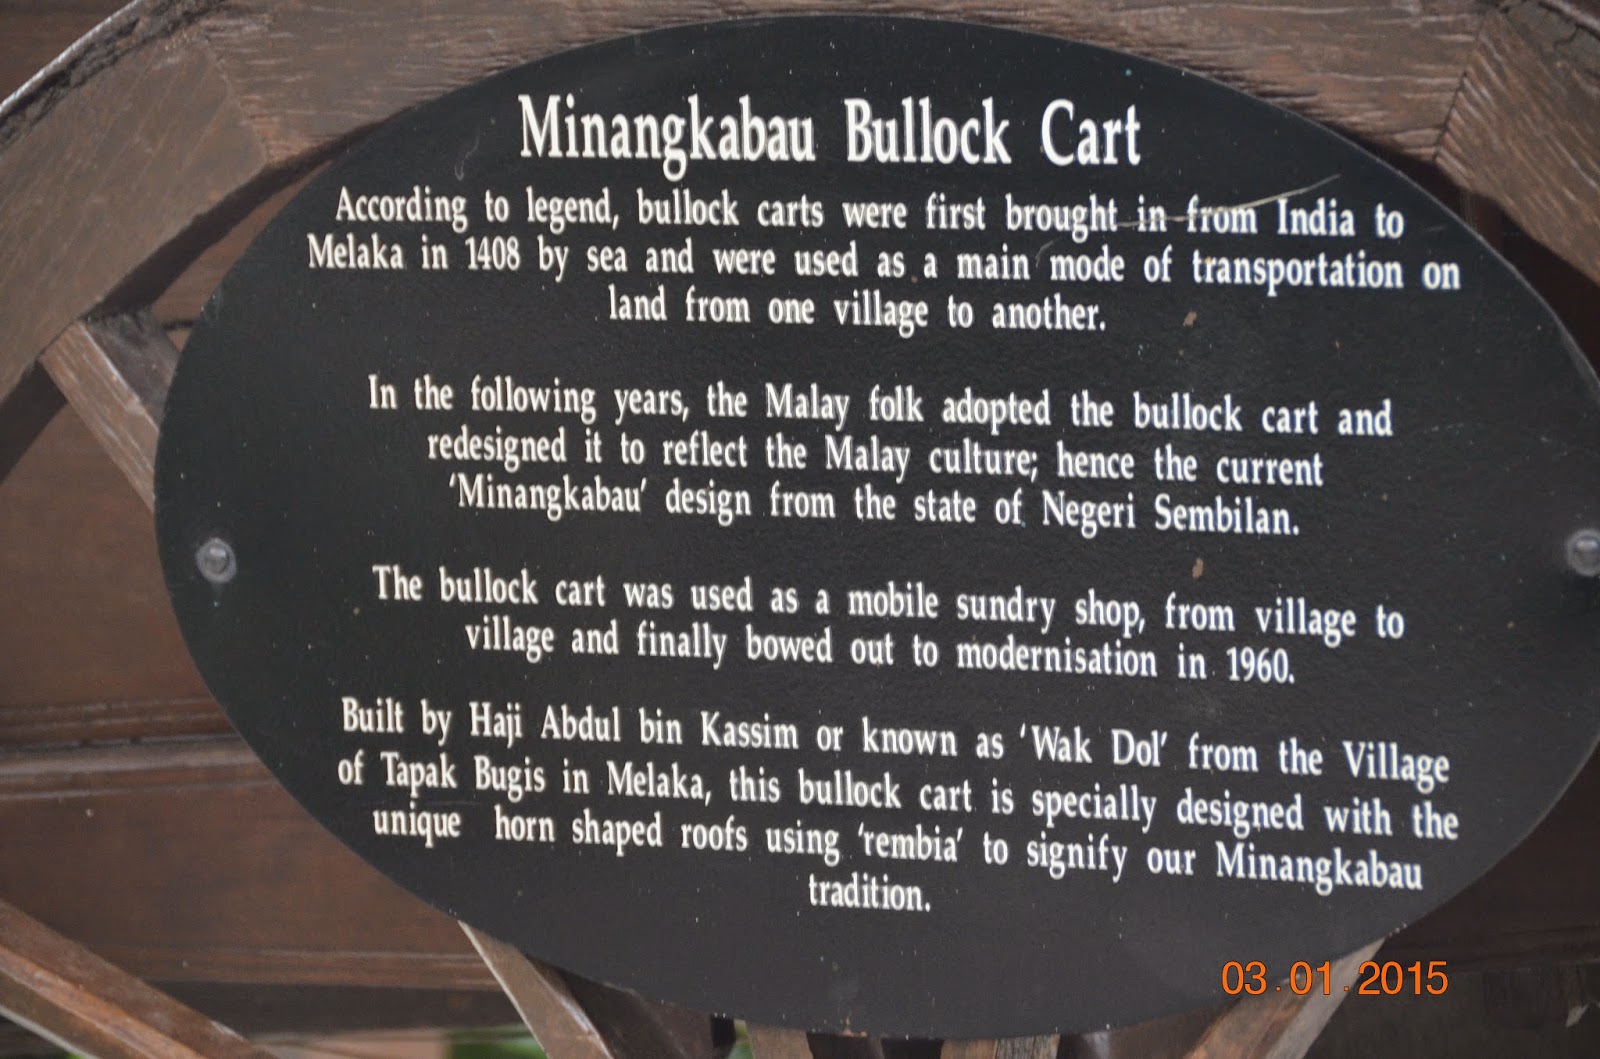 Minangkabau Bullock Cart
According to legend, bullock carts were first brought in from India to
Melaka in 1408 by sea and were used as a main mode of transportation on
land from one village to another.
In the following years, the Malay folk adopted the bullock cart and
redesigned it to reflect the Malay culture; hence the current
‘Minangkabau’ design from the state of Negeri Sembilan.
The bullock cart was used as a mobile sundry shop, from village to
village and finally bowed out to modernisation in 1960.
Built by Haji Abdul bin Kassim or known as ‘Wak Dol’ from the Village
of Tapak Bugis in Melaka, this bullock cart is specially designed with the
unique horn shaped roofs using ‘rembia’ to signify our Minangkabau
tradition.
03.01.2015